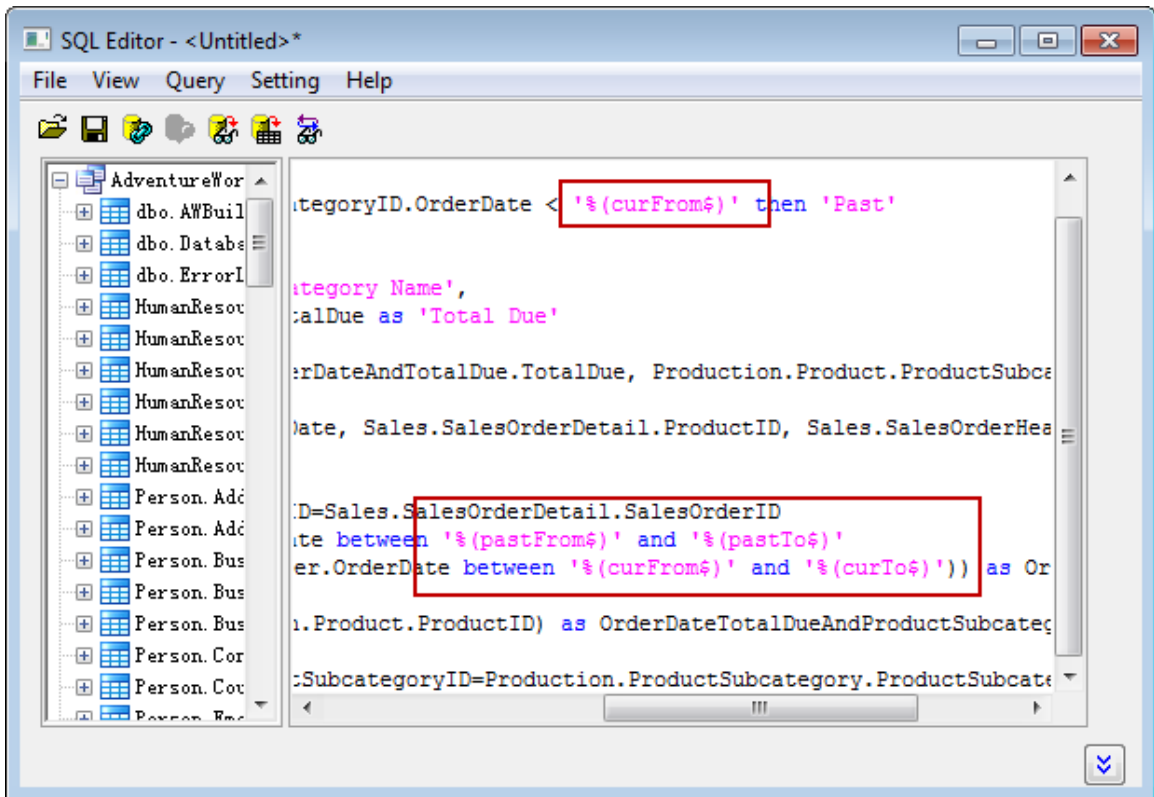 SQL Editor - <Untitled>*
File View Query Setting Help
AdventureWor
dbo.AWBuil
dbo.Databa
dbo.ErrorL
HumanResou
HumanResou
HumanResou
HumanResou
HumanResou
HumanResou
Person.Add
Person.Add
Person.Bus
Person.Bus
Person.Bus
Person.Con
Person.Cou
Person.Ema
ategoryID.OrderDate < '%(curFrom$)' then 'Past'
ategory Name',
talDue as 'Total Due'
erDateAndTotalDue.TotalDue, Production.Product.ProductSubca
Date, Sales.SalesOrderDetail.ProductID, Sales.SalesOrderHea
ID=Sales.SalesOrderDetail.SalesOrderID
ate between '%(pastFrom$)' and '%(pastTo$)'
er.OrderDate between '%(curFrom$)' and '%(curTo$)')) as Or
n.Product.ProductID) as OrderDateTotalDueAndProductSubcateg
tSubcategoryID=Production.ProductSubcategory.ProductSubcate